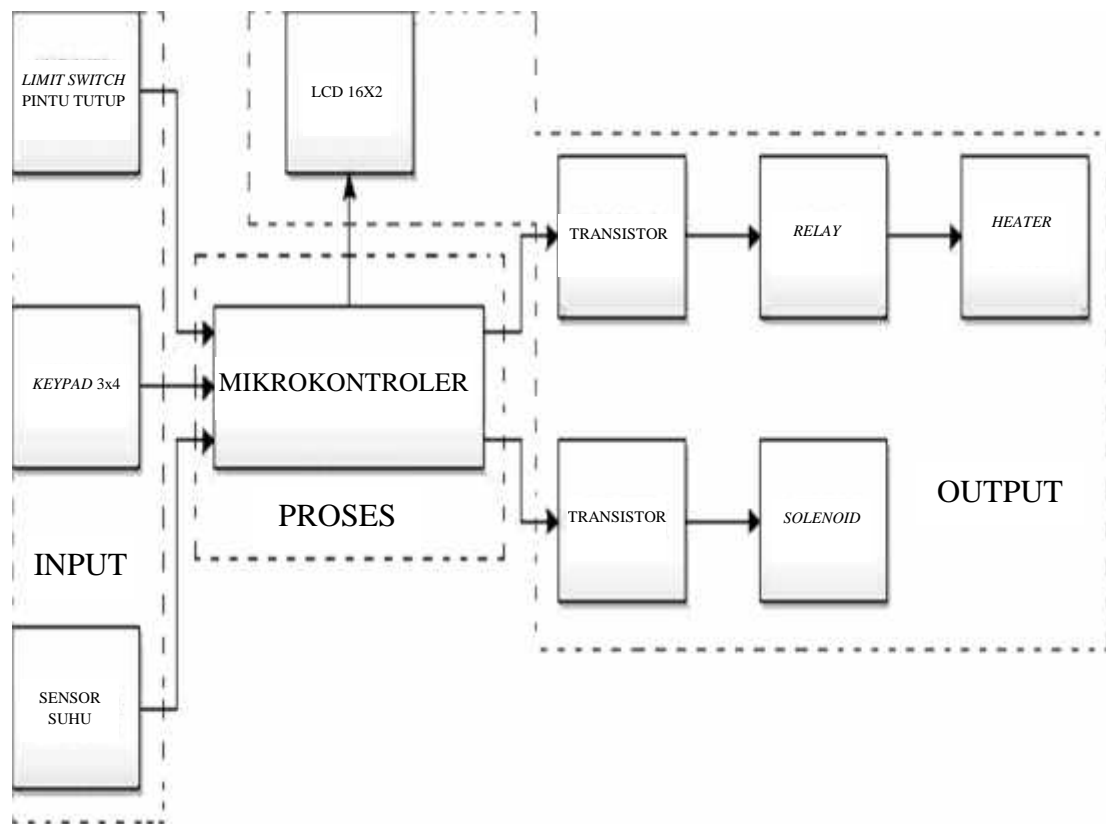 LIMIT SWITCH
PINTU TUTUP
LCD 16X2
TRANSISTOR
RELAY
HEATER
KEYPAD 3x4
MIKROKONTROLER
PROSES
TRANSISTOR
SOLENOID
OUTPUT
INPUT
SENSOR
SUHU